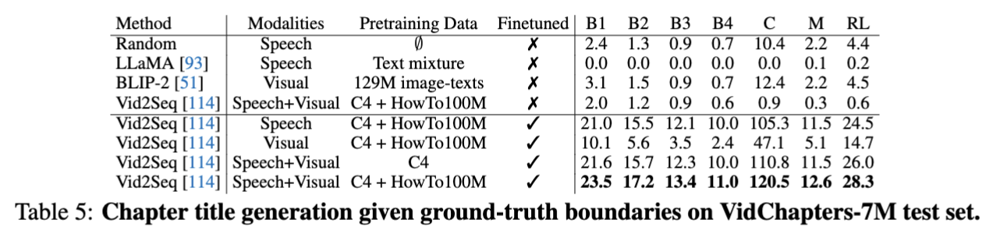 Method Modalities Pretraining Data Finetuned B1 B2 B3 B4 C M RL
Random Speech ∅ ✗ 2.4 1.3 0.9 0.7 10.4 2.2 4.4
LLaMA [93] Speech Text mixture ✗ 0.0 0.0 0.0 0.0 0.0 0.1 0.2
BLIP-2 [51] Visual 129M image-texts ✗ 3.1 1.5 0.9 0.7 12.4 2.2 4.5
Vid2Seq [114] Speech+Visual C4 + HowTo100M ✗ 2.0 1.2 0.9 0.6 0.9 0.3 0.6
Vid2Seq [114] Speech C4 + HowTo100M ✓ 21.0 15.5 12.1 10.0 105.3 11.5 24.5
Vid2Seq [114] Visual C4 + HowTo100M ✓ 10.1 5.6 3.5 2.4 47.1 5.1 14.7
Vid2Seq [114] Speech+Visual C4 ✓ 21.6 15.7 12.3 10.0 110.8 11.5 26.0
Vid2Seq [114] Speech+Visual C4 + HowTo100M ✓ 23.5 17.2 13.4 11.0 120.5 12.6 28.3
Table 5: Chapter title generation given ground-truth boundaries on VidChapters-7M test set.